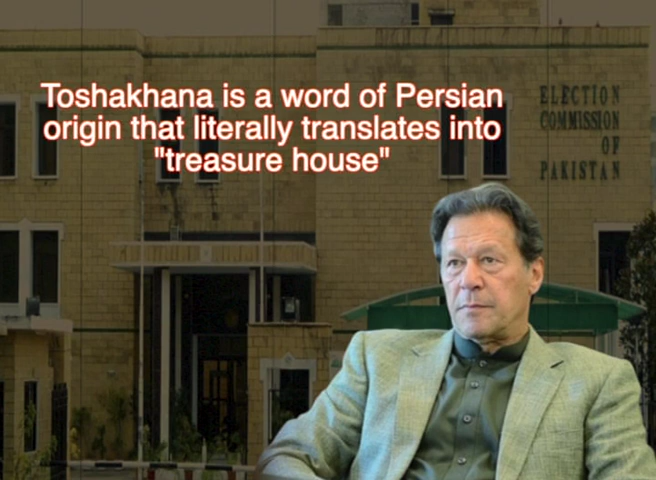 Toshakhana is a word of Persian
origin that literally translates into
"treasure house"
ELECTION
COMMISSION
OF
PAKISTAN